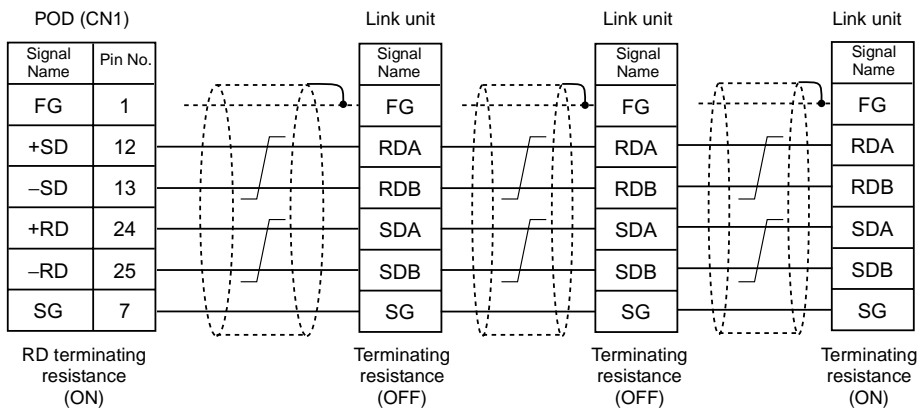 POD (CN1) Link unit Link unit Link unit
Signal Name Pin No. Signal Name Signal Name Signal Name
FG 1 FG FG FG
+SD 12 RDA RDA RDA
−SD 13 RDB RDB RDB
+RD 24 SDA SDA SDA
−RD 25 SDB SDB SDB
SG 7 SG SG SG
RD terminating Terminating Terminating Terminating
resistance resistance resistance resistance
(ON) (OFF) (OFF) (ON)